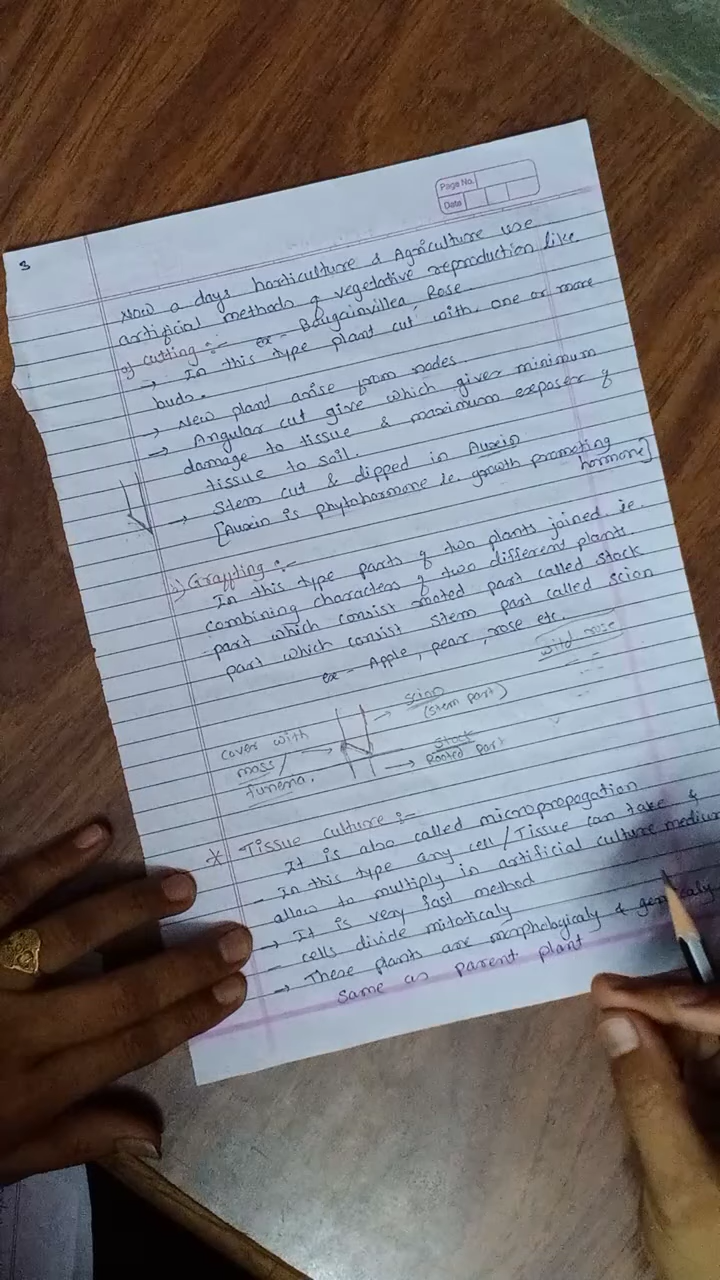 3
Page No.
Date
Now a days horticulture & Agriculture use
artificial methods of vegetative reproduction like
a) cutting :- ex - Bougainvillea Rose
→ In this type plant cut with one or more
buds.
→ New plant arise from nodes.
→ Angular cut give which gives minimum
damage to tissue & maximum exposer of
tissue to soil.
→ Stem cut & dipped in Auxin
[Auxin is phytohormone i.e. growth promoting
hormone]
Graffting :-
In this type parts of two plants joined i.e.
combining characters of two different plants.
part which consist rooted part called stock
part which consist stem part called scion
ex - Apple, pear, rose etc.
wild rose
scion
(stem part)
cover with
mass/
stock
Rooted part
* Tissue culture :-
It is also called micropropagation
- In this type any cell/Tissue can take &
allow to multiply in artificial culture medium
→ It is very fast method
- cells divide mitoticaly
→ These plants are morphologicaly &
same as parent plant